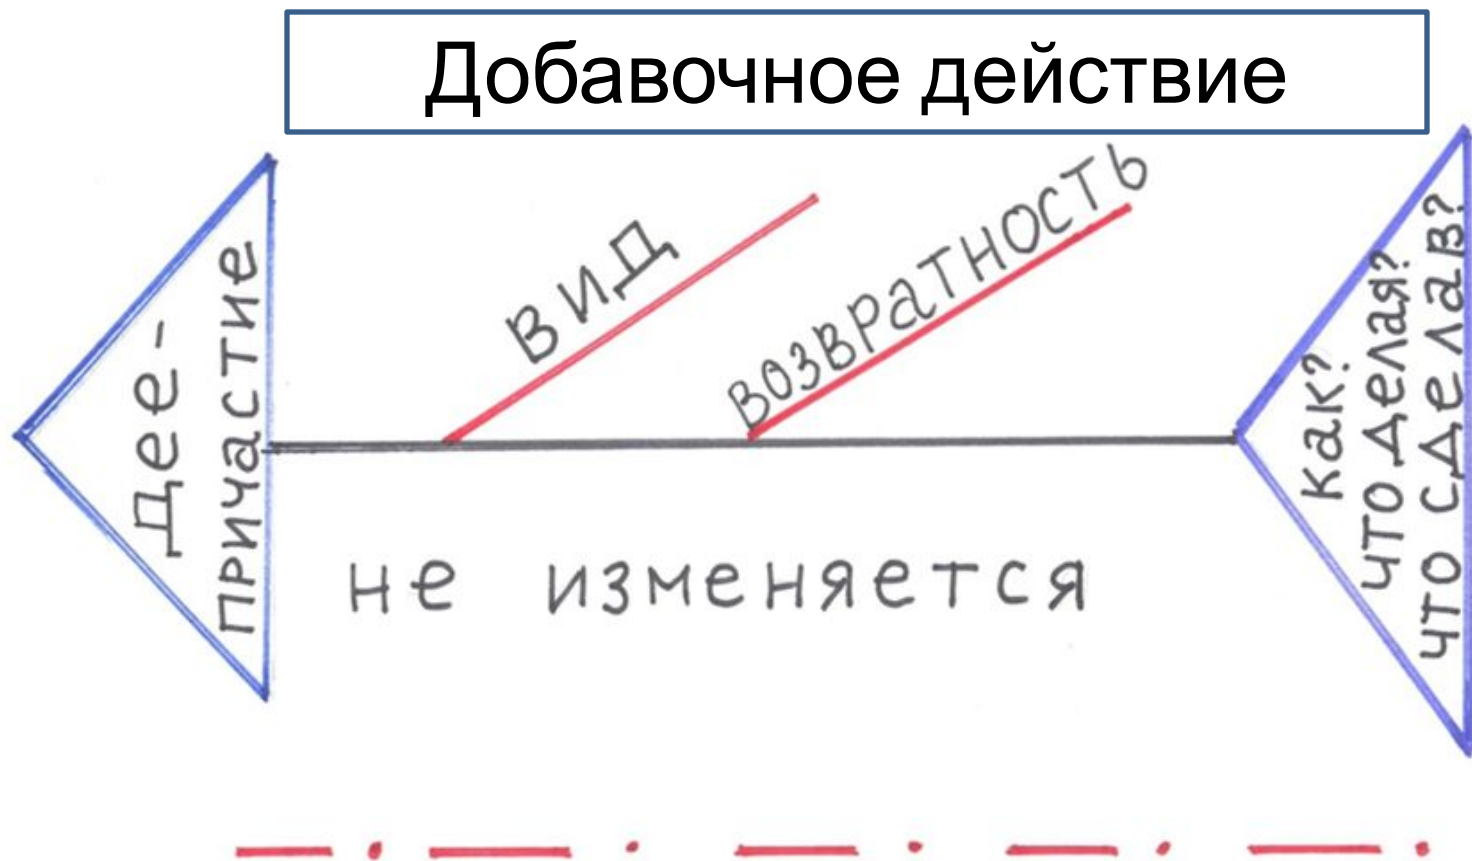 Добавочное действие
Дее-
причастие
вид
возвратность
Как?
что делая?
что сделав?
не изменяется